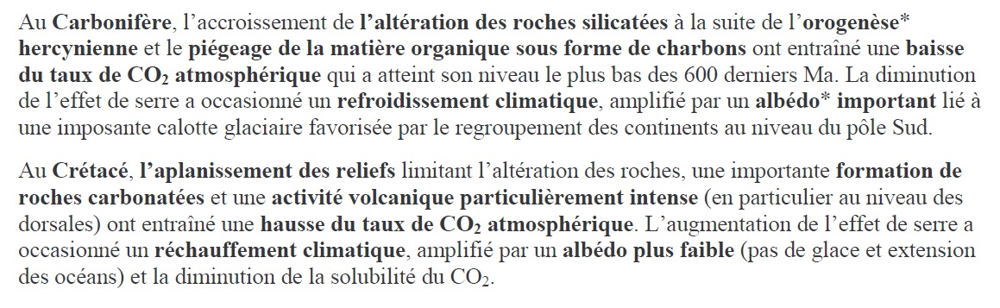 Au Carbonifère, l’accroissement de l’altération des roches silicatées à la suite de l’orogenèse*
hercynienne et le piégeage de la matière organique sous forme de charbons ont entraîné une baisse
du taux de CO₂ atmosphérique qui a atteint son niveau le plus bas des 600 derniers Ma. La diminution
de l’effet de serre a occasionné un refroidissement climatique, amplifié par un albédo* important lié à
une imposante calotte glaciaire favorisée par le regroupement des continents au niveau du pôle Sud.
Au Crétacé, l’aplanissement des reliefs limitant l’altération des roches, une importante formation de
roches carbonatées et une activité volcanique particulièrement intense (en particulier au niveau des
dorsales) ont entraîné une hausse du taux de CO₂ atmosphérique. L’augmentation de l’effet de serre a
occasionné un réchauffement climatique, amplifié par un albédo plus faible (pas de glace et extension
des océans) et la diminution de la solubilité du CO₂.